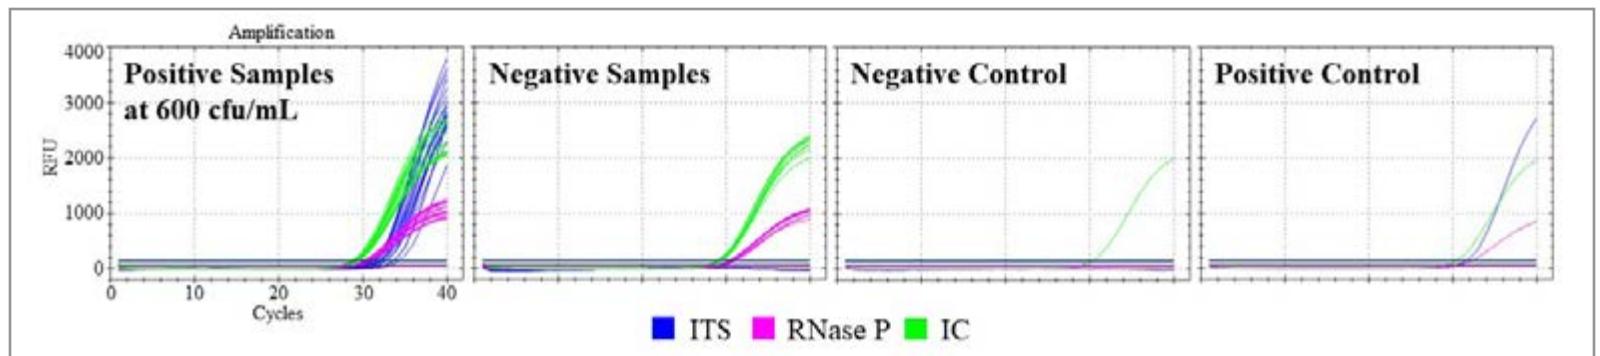 Amplification
4000
3000
2000
1000
0
RFU
Positive Samples
at 600 cfu/mL
0 10 20 30 40
Cycles
Negative Samples
Negative Control
Positive Control
ITS RNase P IC